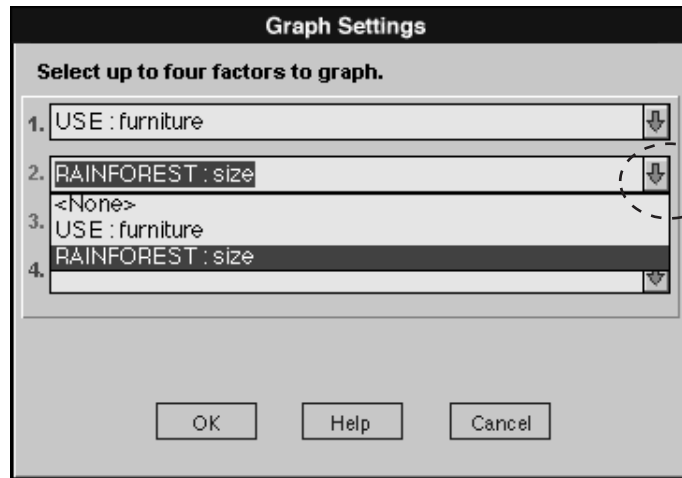 Graph Settings
Select up to four factors to graph.
1. USE : furniture
2. RAINFOREST : size
<None>
3. USE : furniture
RAINFOREST : size
4.
OK Help Cancel